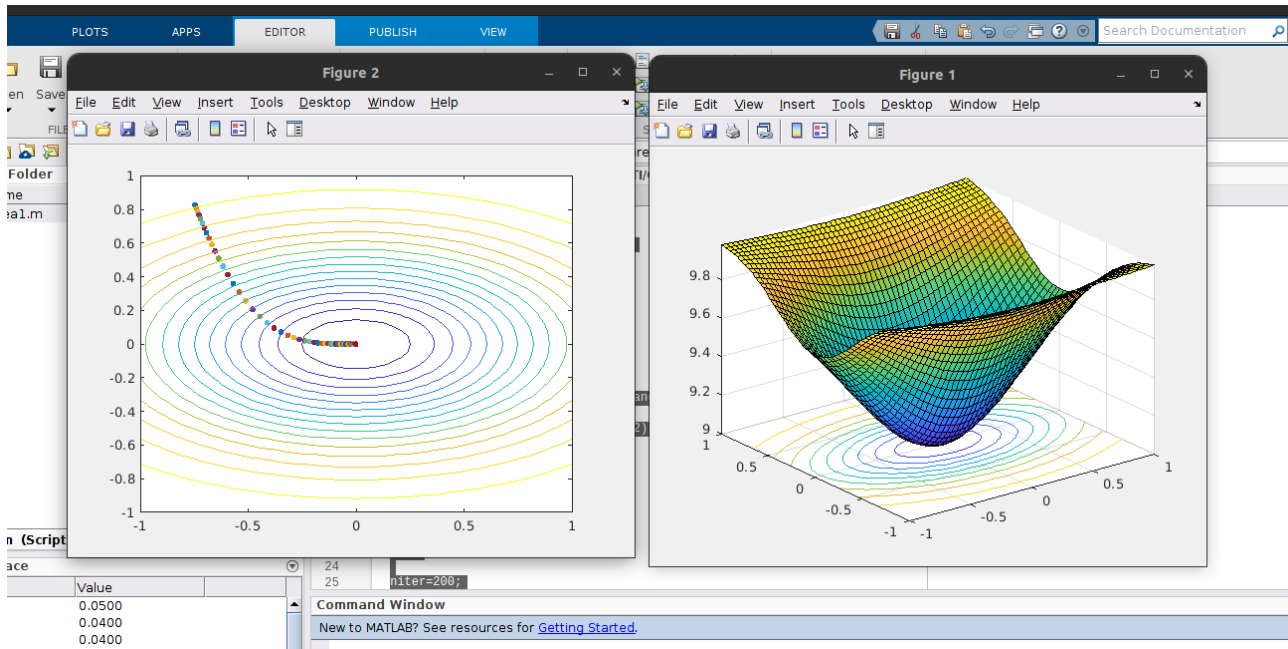 PLOTS APPS EDITOR PUBLISH VIEW Search Documentation
Save
FILE
Figure 2
File Edit View Insert Tools Desktop Window Help
1
0.8
0.6
0.4
0.2
0
-0.2
-0.4
-0.6
-0.8
-1
-1 -0.5 0 0.5 1
Figure 1
File Edit View Insert Tools Desktop Window Help
9.8
9.6
9.4
9.2
9
1
0.5
0
-0.5
-1
-1
-0.5
0
0.5
1
Folder
24
25 niter=200;
Value
0.0500
0.0400
0.0400
Command Window
New to MATLAB? See resources for Getting Started.